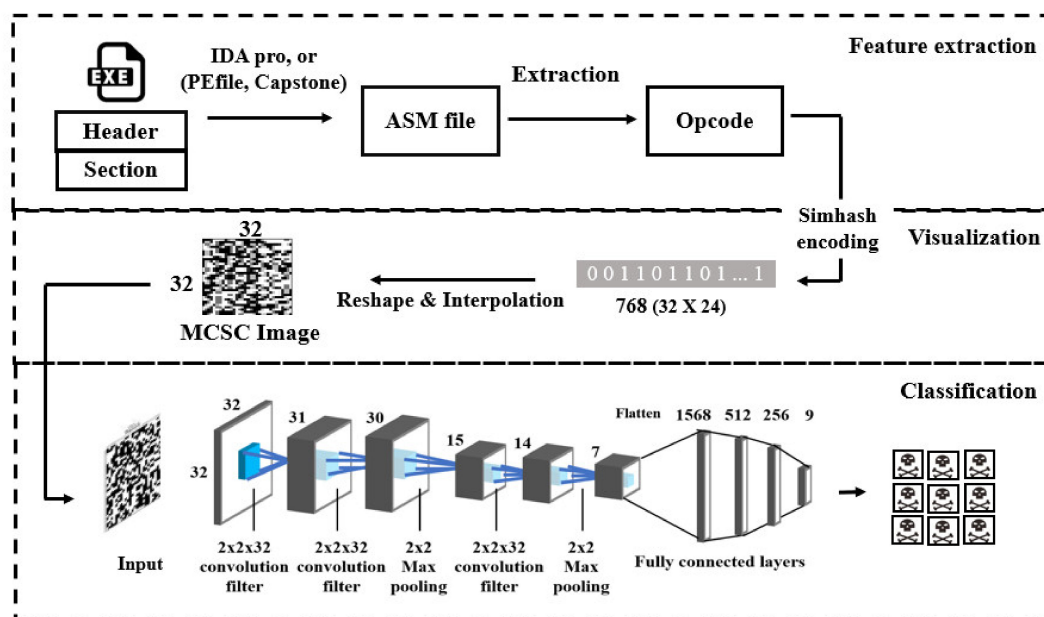 Feature extraction
EXE
Header
Section
IDA pro, or
(PEfile, Capstone)
ASM file
Extraction
Opcode
Simhash
encoding
Visualization
0 0 1 1 0 1 1 0 1 ... 1
768 (32 X 24)
Reshape & Interpolation
32
32
MCSC Image
Classification
Input
32
32
31
30
15
14
7
Flatten
1568
512
256
9
2x2x32
convolution
filter
2x2x32
convolution
filter
2x2
Max
pooling
2x2x32
convolution
filter
2x2
Max
pooling
Fully connected layers